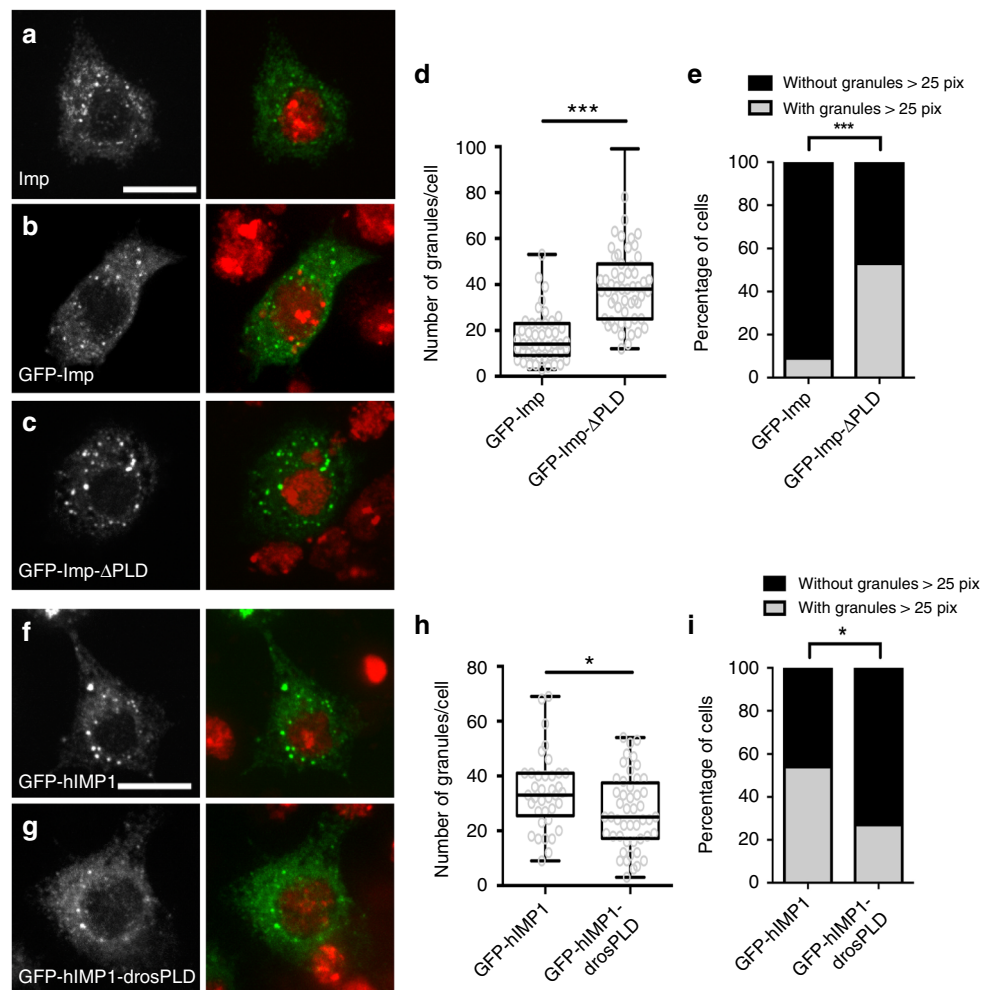 a
Imp
b
GFP-Imp
c
GFP-Imp-ΔPLD
d
***
Number of granules/cell
100
80
60
40
20
0
GFP-Imp
GFP-Imp-ΔPLD
e
Without granules > 25 pix
With granules > 25 pix
***
Percentage of cells
100
80
60
40
20
0
GFP-Imp
GFP-Imp-ΔPLD
f
GFP-hIMP1
g
GFP-hIMP1-drosPLD
h
*
Number of granules/cell
80
60
40
20
0
GFP-hIMP1
GFP-hIMP1-
drosPLD
i
Without granules > 25 pix
With granules > 25 pix
*
Percentage of cells
100
80
60
40
20
0
GFP-hIMP1
GFP-hIMP1-
drosPLD